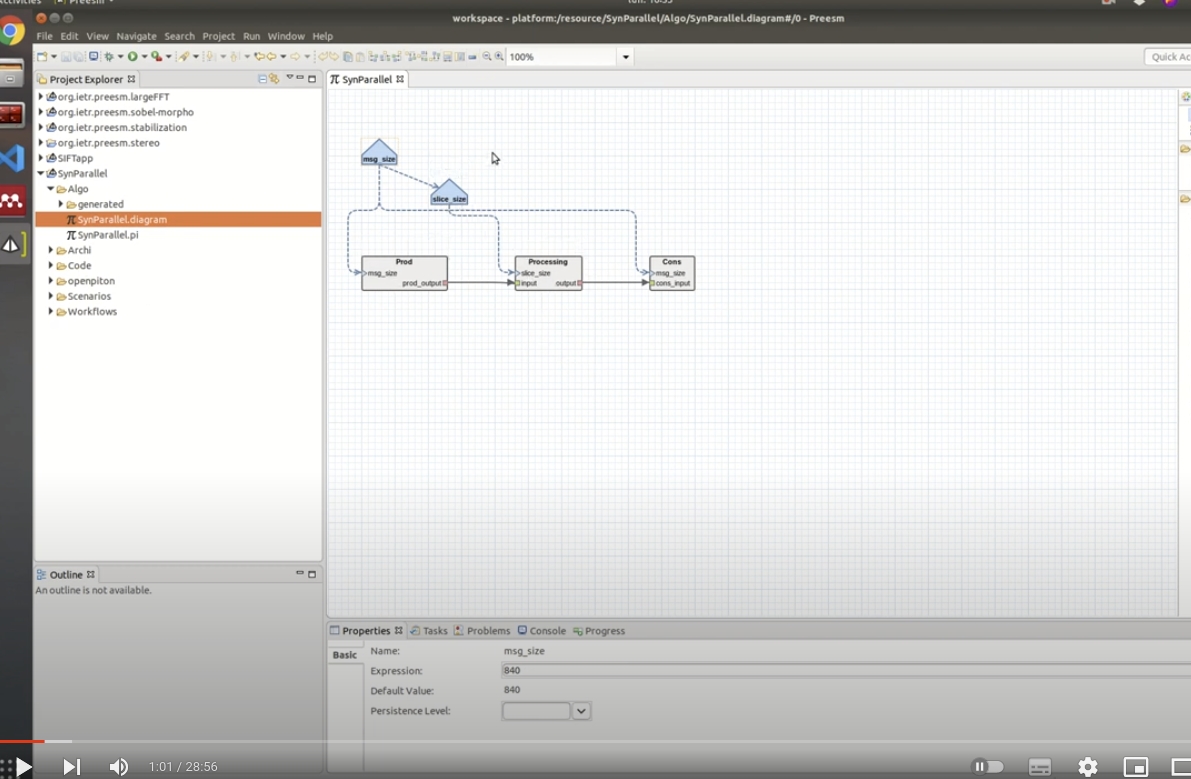 Activities
workspace - platform:/resource/SynParallel/Algo/SynParallel.diagram#/0 - Preesm
File Edit View Navigate Search Project Run Window Help
100%
Quick Ac
Project Explorer
SynParallel
org.ietr.preesm.largeFFT
org.ietr.preesm.sobel-morpho
org.ietr.preesm.stabilization
org.ietr.preesm.stereo
SIFTapp
SynParallel
Algo
generated
SynParallel.diagram
SynParallel.pi
Archi
Code
openpiton
Scenarios
Workflows
msg_size
slice_size
Prod
msg_size
prod_output
Processing
slice_size
input output
Cons
msg_size
cons_input
Outline
An outline is not available.
Properties Tasks Problems Console Progress
Basic
Name: msg_size
Expression: 840
Default Value: 840
Persistence Level:
1:01 / 28:56